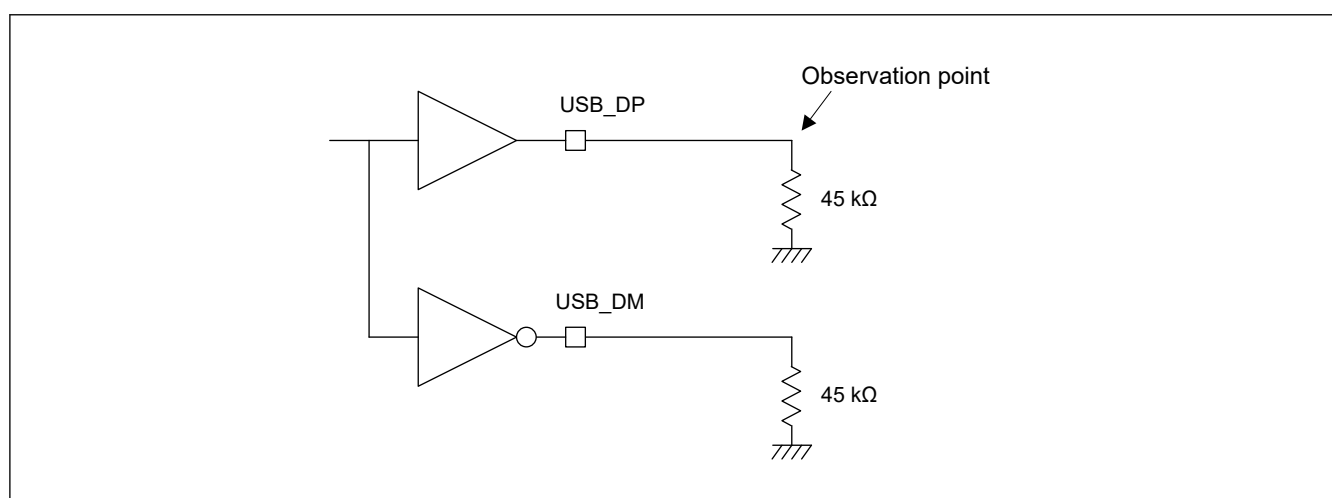 Observation point
USB_DP
45 kΩ
USB_DM
45 kΩ